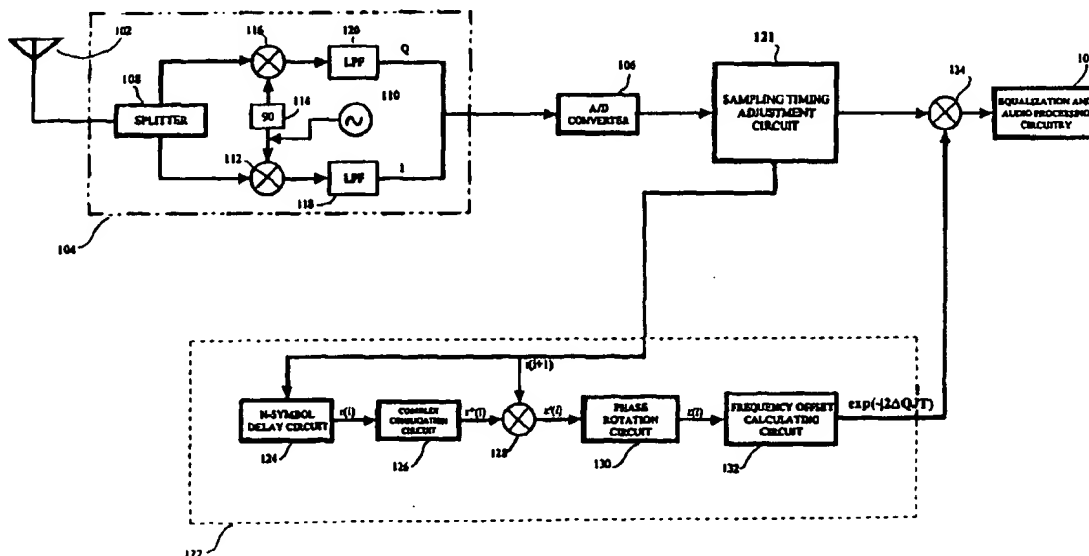 102
116
120
LPF
Q
108
SPLITTER
90
114
110
112
LPF
I
118
104
106
A/D
CONVERTER
121
SAMPLING TIMING
ADJUSTMENT
CIRCUIT
134
EQUALIZATION AND
AUDIO PROCESSING
CIRCUITRY
r(i+1)
N-SYMBOL
DELAY CIRCUIT
124
r(i)
COMPLEX
CONJUGATION
CIRCUIT
126
r*(i)
128
z'(i)
PHASE
ROTATION
CIRCUIT
130
z(i)
FREQUENCY OFFSET
CALCULATING
CIRCUIT
132
122